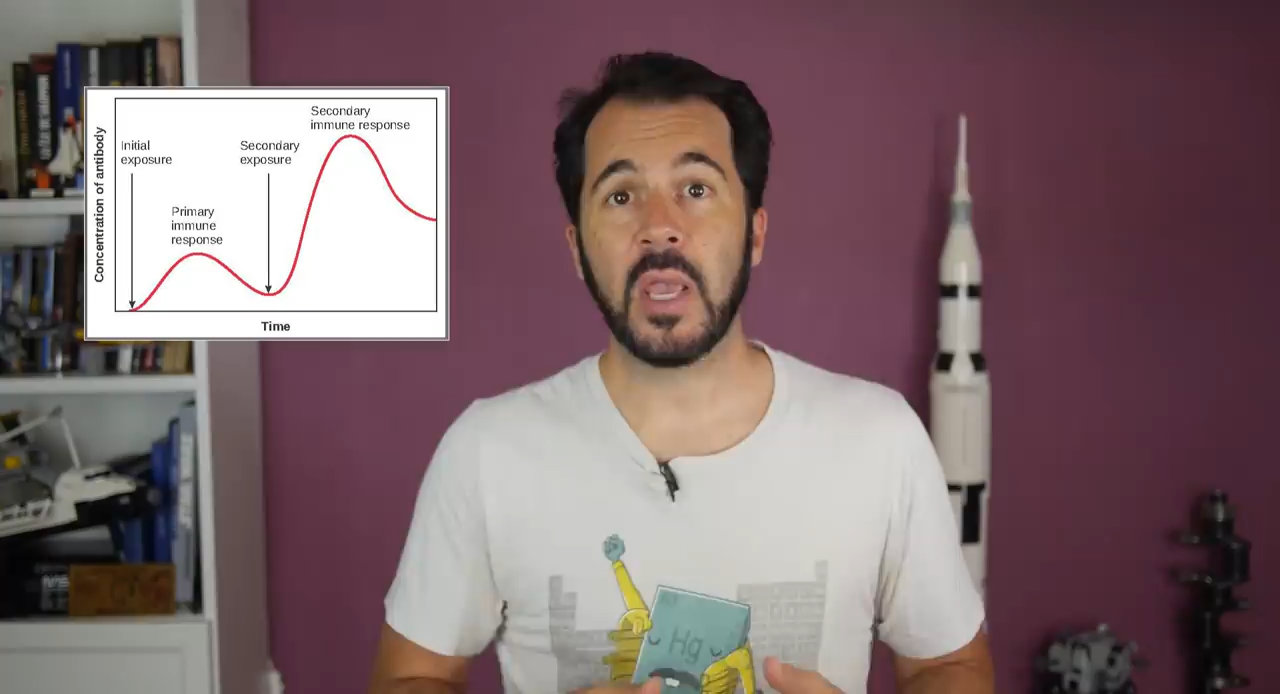 Secondary
immune response
Initial
exposure
Secondary
exposure
Primary
immune
response
Concentration of antibody
Time
Hg